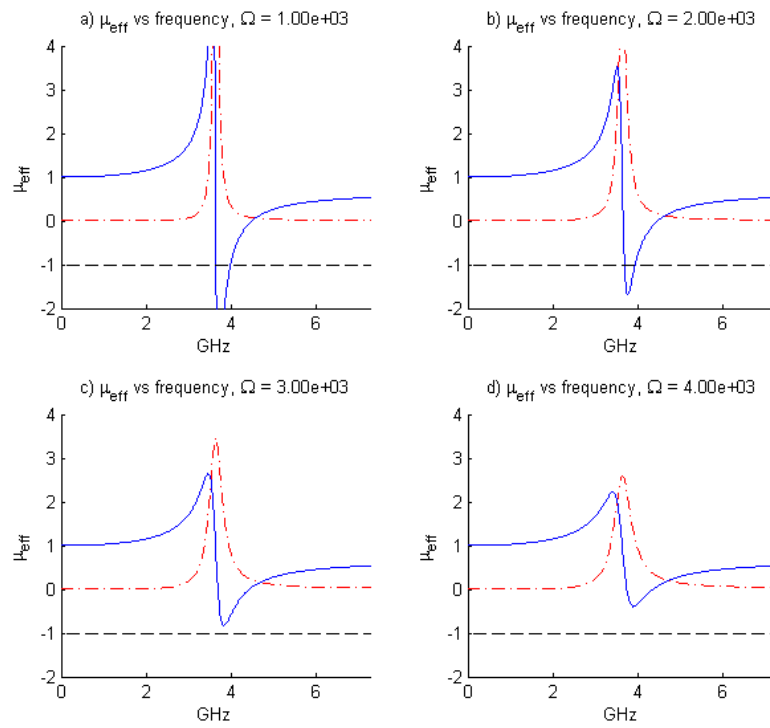 a) μeff vs frequency, Ω = 1.00e+03
4
3
2
1
0
-1
-2
μeff
0 2 4 6
GHz
b) μeff vs frequency, Ω = 2.00e+03
4
3
2
1
0
-1
-2
μeff
0 2 4 6
GHz
c) μeff vs frequency, Ω = 3.00e+03
4
3
2
1
0
-1
-2
μeff
0 2 4 6
GHz
d) μeff vs frequency, Ω = 4.00e+03
4
3
2
1
0
-1
-2
μeff
0 2 4 6
GHz